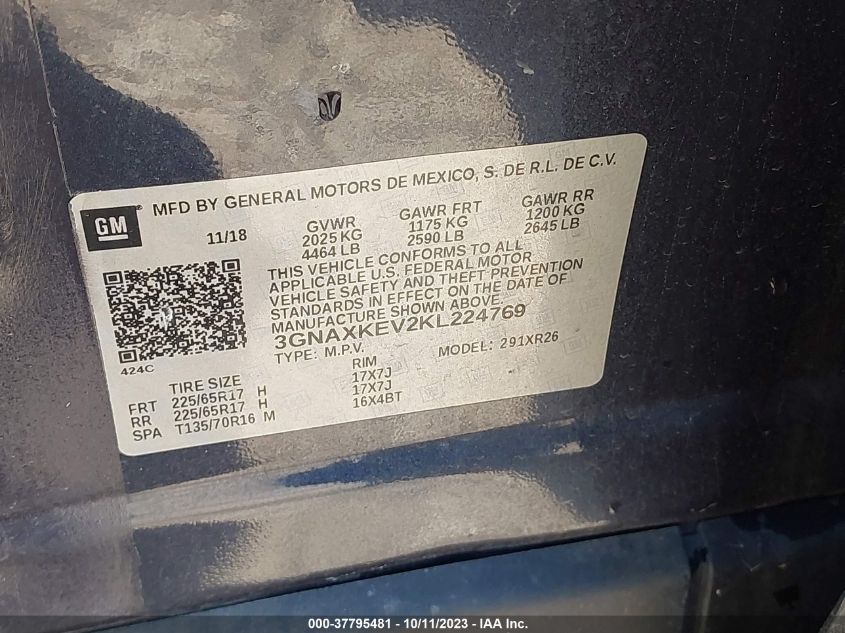 GM
MFD BY GENERAL MOTORS DE MEXICO, S. DE R.L. DE C.V.
11/18
GVWR GAWR FRT GAWR RR
2025 KG 1175 KG 1200 KG
4464 LB 2590 LB 2645 LB
THIS VEHICLE CONFORMS TO ALL
APPLICABLE U.S. FEDERAL MOTOR
VEHICLE SAFETY AND THEFT PREVENTION
STANDARDS IN EFFECT ON THE DATE OF
MANUFACTURE SHOWN ABOVE.
3GNAXKEV2KL224769
TYPE: M.P.V. MODEL: 291XR26
424C
TIRE SIZE RIM
FRT 225/65R17 H 17X7J
RR 225/65R17 H 17X7J
SPA T135/70R16 M 16X4BT
000-37795481 - 10/11/2023 - IAA Inc.